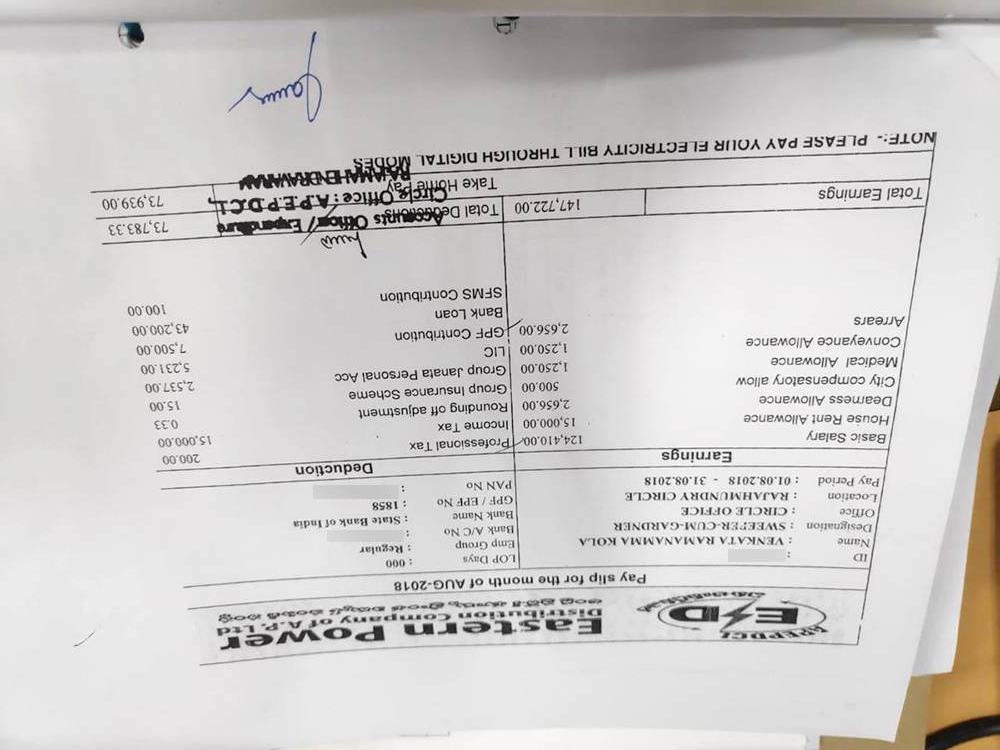 APEPDCL
Eastern Power
Distribution Company of A.P. Ltd
Pay slip for the month of AUG-2018
ID : LOP Days : 000
Name : VENKATA RAMANAMMA KOLA Emp Group : Regular
Designation : SWEEPER-CUM-GARDNER Bank A/C No :
Office : CIRCLE OFFICE Bank Name : State Bank of India
Location : RAJAHMUNDRY CIRCLE GPF / EPF No : 1858
Pay Period : 01.08.2018 - 31.08.2018 PAN No :
Earnings Deduction
Basic Salary 124,410.00 Professional Tax 200.00
House Rent Allowance 15,000.00 Income Tax 15,000.00
Dearness Allowance 2,656.00 Rounding off adjustment 0.33
City compensatory allow 500.00 Group Insurance Scheme 15.00
Medical Allowance 1,250.00 Group Janata Personal Acc 2,537.00
Conveyance Allowance 1,250.00 LIC 5,231.00
Arrears 2,656.00 GPF Contribution 7,500.00
Bank Loan 43,200.00
SFMS Contribution 100.00
Total Earnings 147,722.00 Total Deductions 73,783.33
Accounts Officer / Expenditure
Circle Office : A.P.E.P.D.C.L,
Take Home Pay 73,939.00
RAJAMAHENDRAVARAM
NOTE:- PLEASE PAY YOUR ELECTRICITY BILL THROUGH DIGITAL MODES